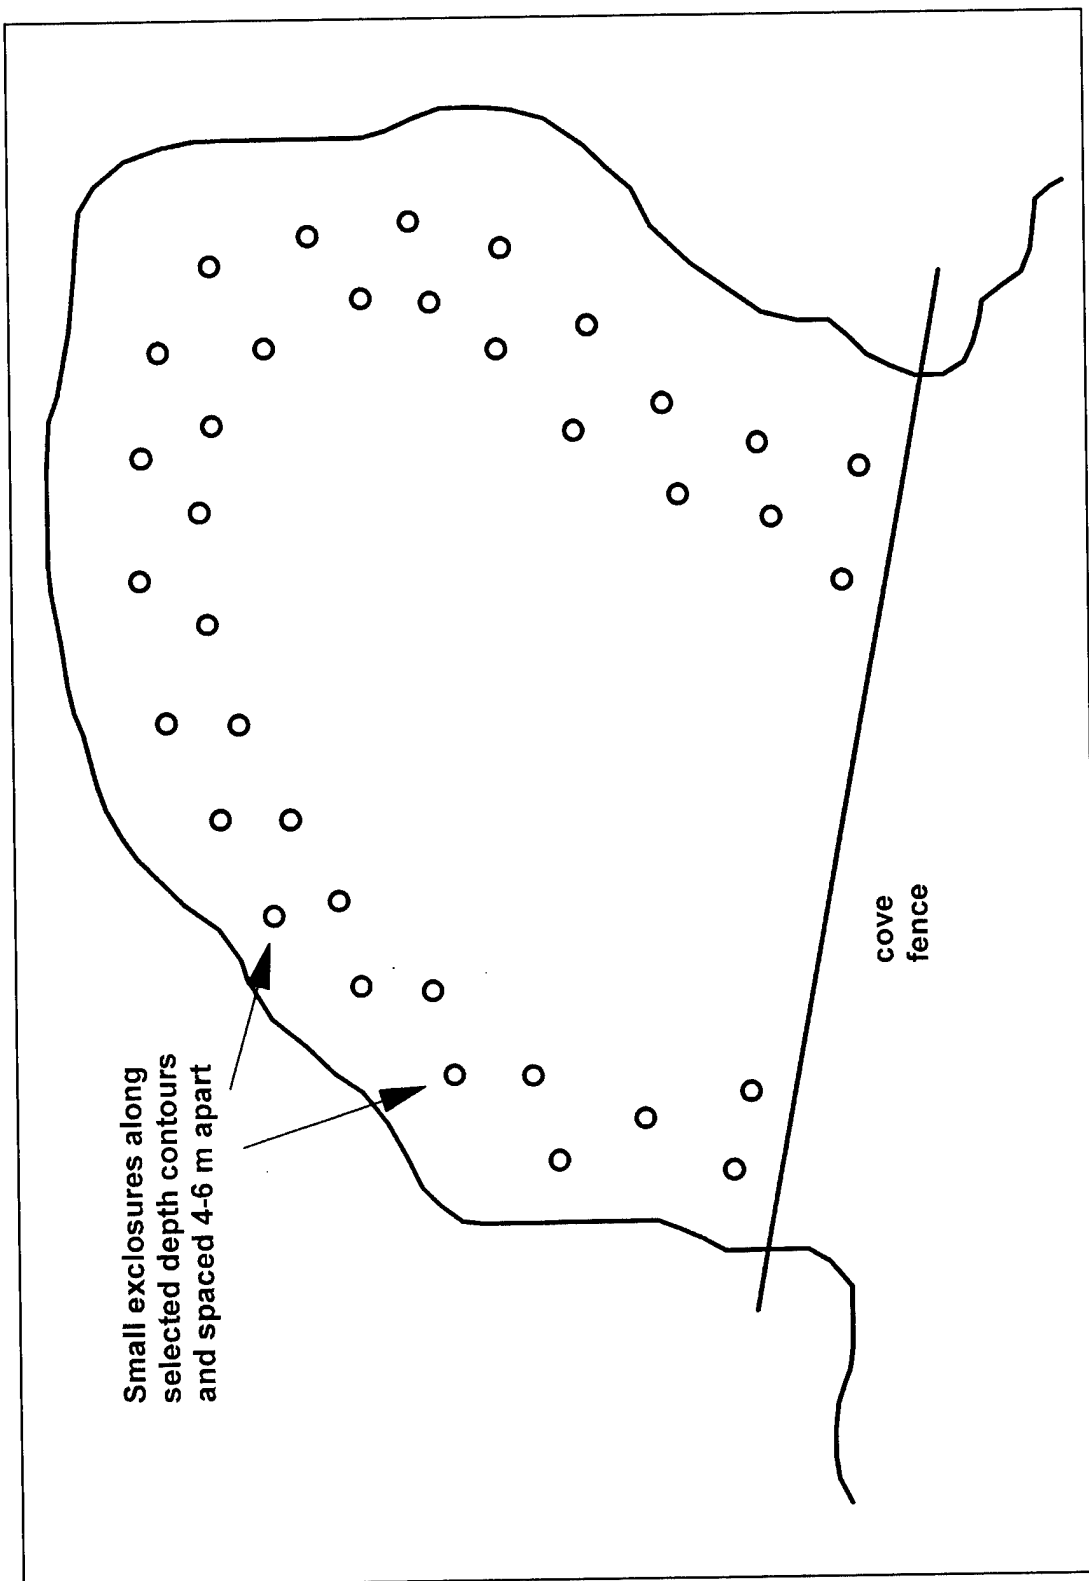 Small exclosures along
selected depth contours
and spaced 4-6 m apart
cove
fence